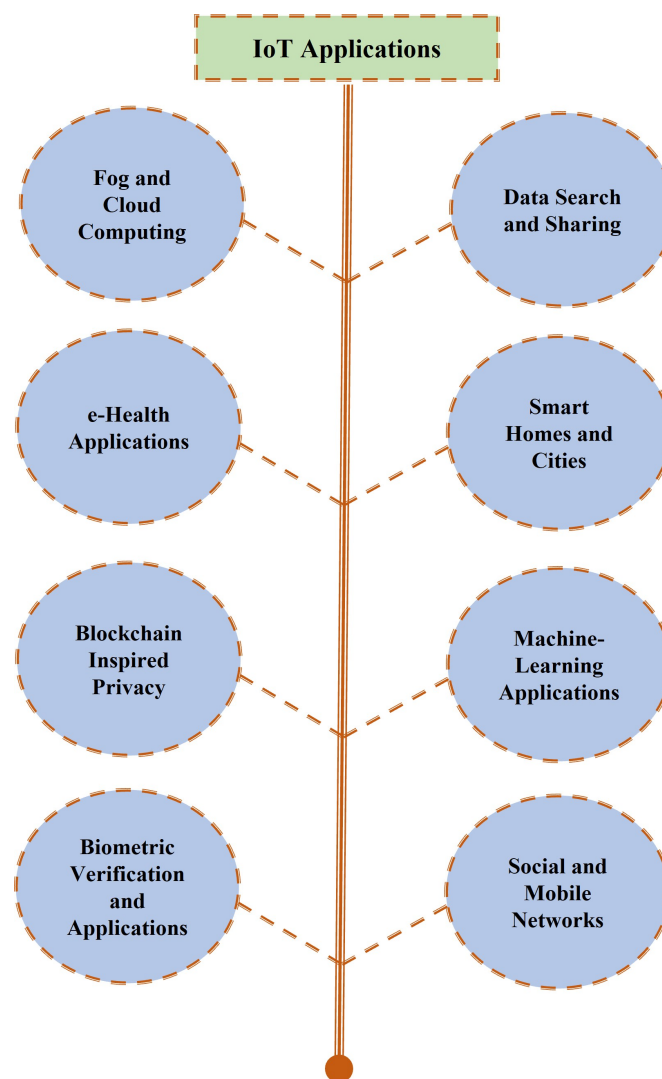 IoT Applications
Fog and
Cloud
Computing
Data Search
and Sharing
e-Health
Applications
Smart
Homes and
Cities
Blockchain
Inspired
Privacy
Machine-
Learning
Applications
Biometric
Verification
and
Applications
Social and
Mobile
Networks